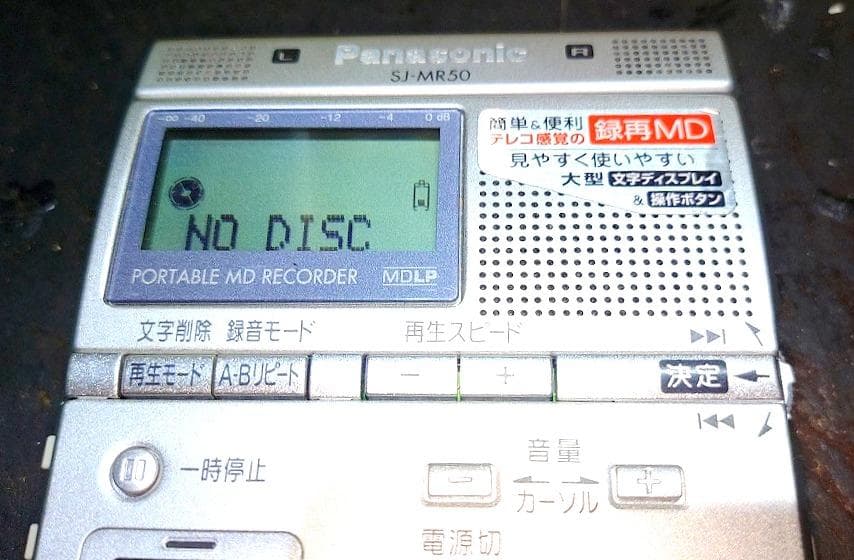 L Panasonic R
SJ-MR50
-∞ -40 -20 -12 -4 0 dB
NO DISC
PORTABLE MD RECORDER MDLP
簡単&便利
テレコ感覚の 録再MD
見やすく使いやすい
大型 文字ディスプレイ
& 操作ボタン
文字削除 録音モード 再生スピード
再生モード A-Bリピート - + 決定
一時停止
音量
- +
カーソル
電源切